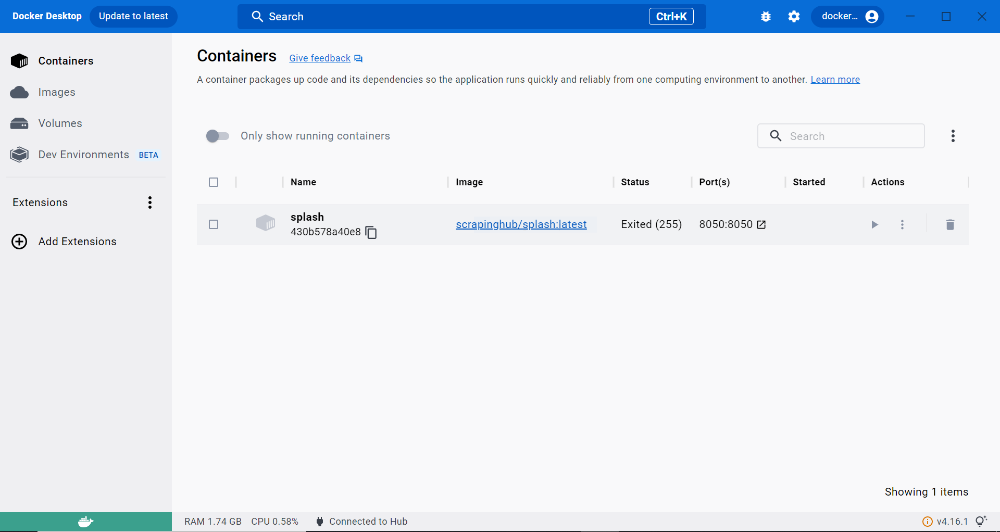 Docker Desktop
Update to latest
Search
Ctrl+K
docker...
Containers
Images
Volumes
Dev Environments BETA
Extensions
Add Extensions
Containers
Give feedback
A container packages up code and its dependencies so the application runs quickly and reliably from one computing environment to another. Learn more
Only show running containers
Search
Name Image Status Port(s) Started Actions
splash
430b578a40e8
scrapinghub/splash:latest
Exited (255)
8050:8050
Showing 1 items
RAM 1.74 GB CPU 0.58% Connected to Hub
v4.16.1